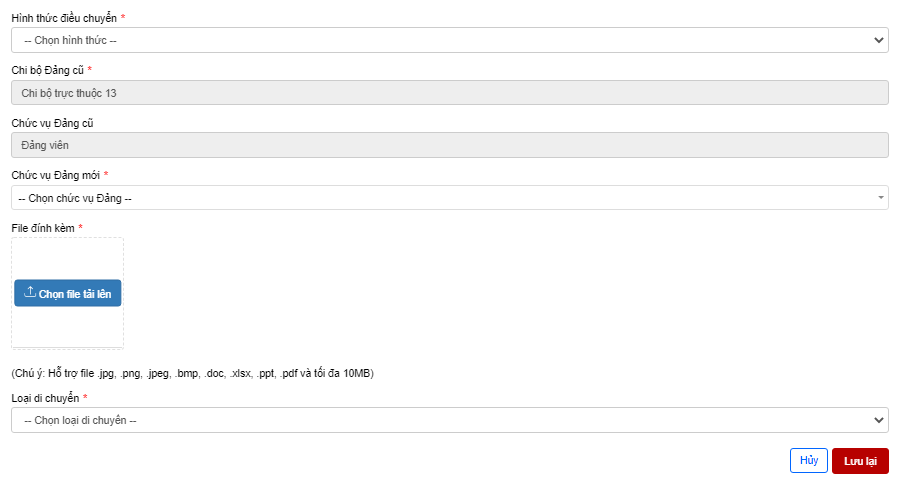 Hình thức điều chuyển *
-- Chọn hình thức --
Chi bộ Đảng cũ *
Chi bộ trực thuộc 13
Chức vụ Đảng cũ
Đảng viên
Chức vụ Đảng mới *
-- Chọn chức vụ Đảng --
File đính kèm *
Chọn file tải lên
(Chú ý: Hỗ trợ file .jpg, .png, .jpeg, .bmp, .doc, .xlsx, .ppt, .pdf và tối đa 10MB)
Loại di chuyển *
-- Chọn loại di chuyển --
Hủy Lưu lại